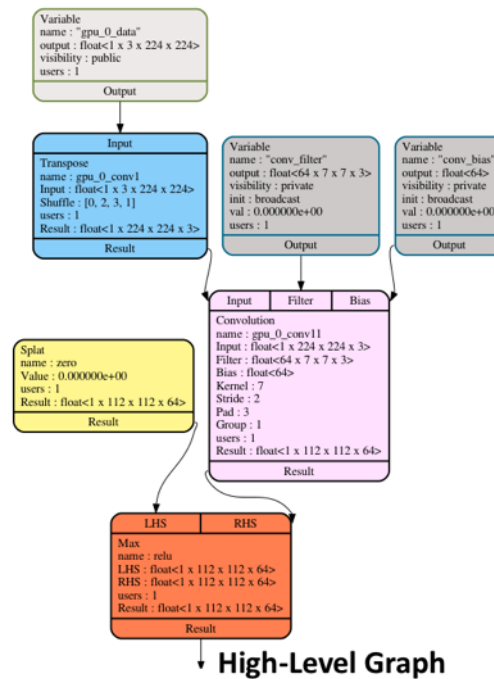 Variable
name : "gpu_0_data"
output : float<1 x 3 x 224 x 224>
visibility : public
users : 1
Output
Input
Transpose
name : gpu_0_conv1
Input : float<1 x 3 x 224 x 224>
Shuffle : [0, 2, 3, 1]
users : 1
Result : float<1 x 224 x 224 x 3>
Result
Variable
name : "conv_filter"
output : float<64 x 7 x 7 x 3>
visibility : private
init : broadcast
val : 0.000000e+00
users : 1
Output
Variable
name : "conv_bias"
output : float<64>
visibility : private
init : broadcast
val : 0.000000e+00
users : 1
Output
Input Filter Bias
Convolution
name : gpu_0_conv11
Input : float<1 x 224 x 224 x 3>
Filter : float<64 x 7 x 7 x 3>
Bias : float<64>
Kernel : 7
Stride : 2
Pad : 3
Group : 1
users : 1
Result : float<1 x 112 x 112 x 64>
Result
Splat
name : zero
Value : 0.000000e+00
users : 1
Result : float<1 x 112 x 112 x 64>
Result
LHS RHS
Max
name : relu
LHS : float<1 x 112 x 112 x 64>
RHS : float<1 x 112 x 112 x 64>
users : 1
Result : float<1 x 112 x 112 x 64>
Result
High-Level Graph